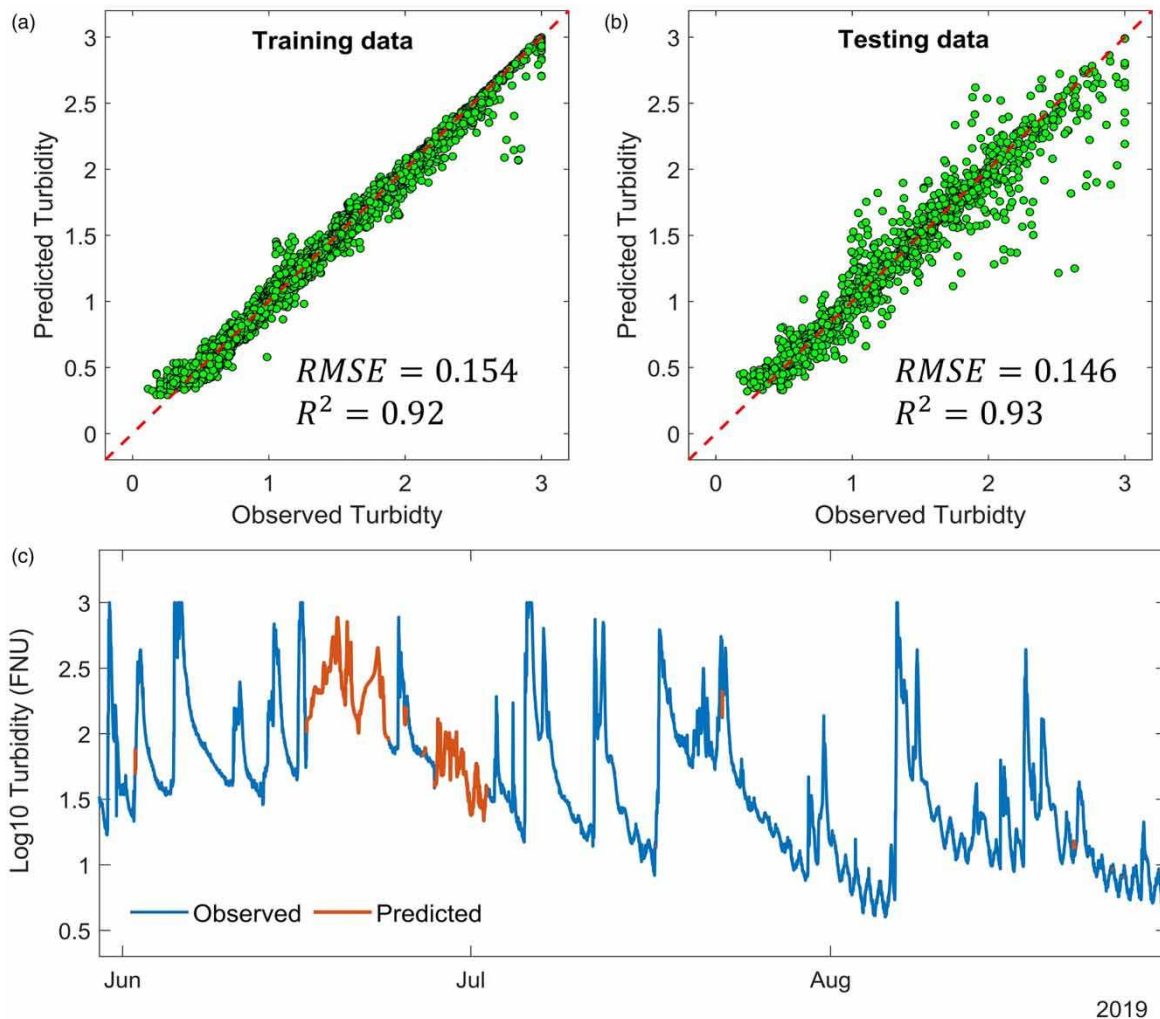 (a)
Training data
3
2.5
2
1.5
1
0.5
0
Predicted Turbidity
RMSE = 0.154
R² = 0.92
0 1 2 3
Observed Turbidty
(b)
Testing data
3
2.5
2
1.5
1
0.5
0
Predicted Turbidity
RMSE = 0.146
R² = 0.93
0 1 2 3
Observed Turbidty
(c)
3
2.5
2
1.5
1
0.5
Log10 Turbidity (FNU)
Observed Predicted
Jun Jul Aug
2019